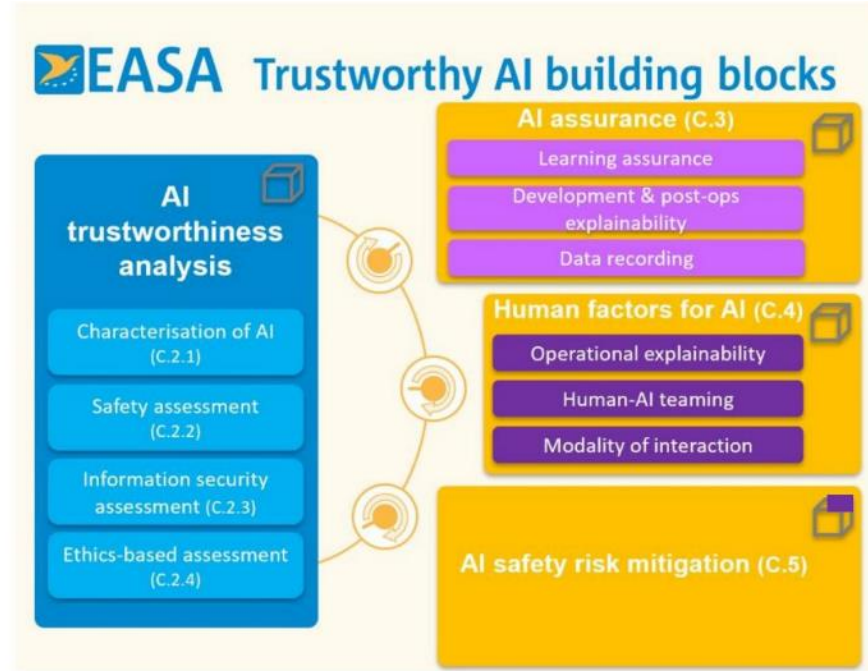 EASA Trustworthy AI building blocks
AI
trustworthiness
analysis
Characterisation of AI
(C.2.1)
Safety assessment
(C.2.2)
Information security
assessment (C.2.3)
Ethics-based assessment
(C.2.4)
AI assurance (C.3)
Learning assurance
Development & post-ops
explainability
Data recording
Human factors for AI (C.4)
Operational explainability
Human-AI teaming
Modality of interaction
AI safety risk mitigation (C.5)